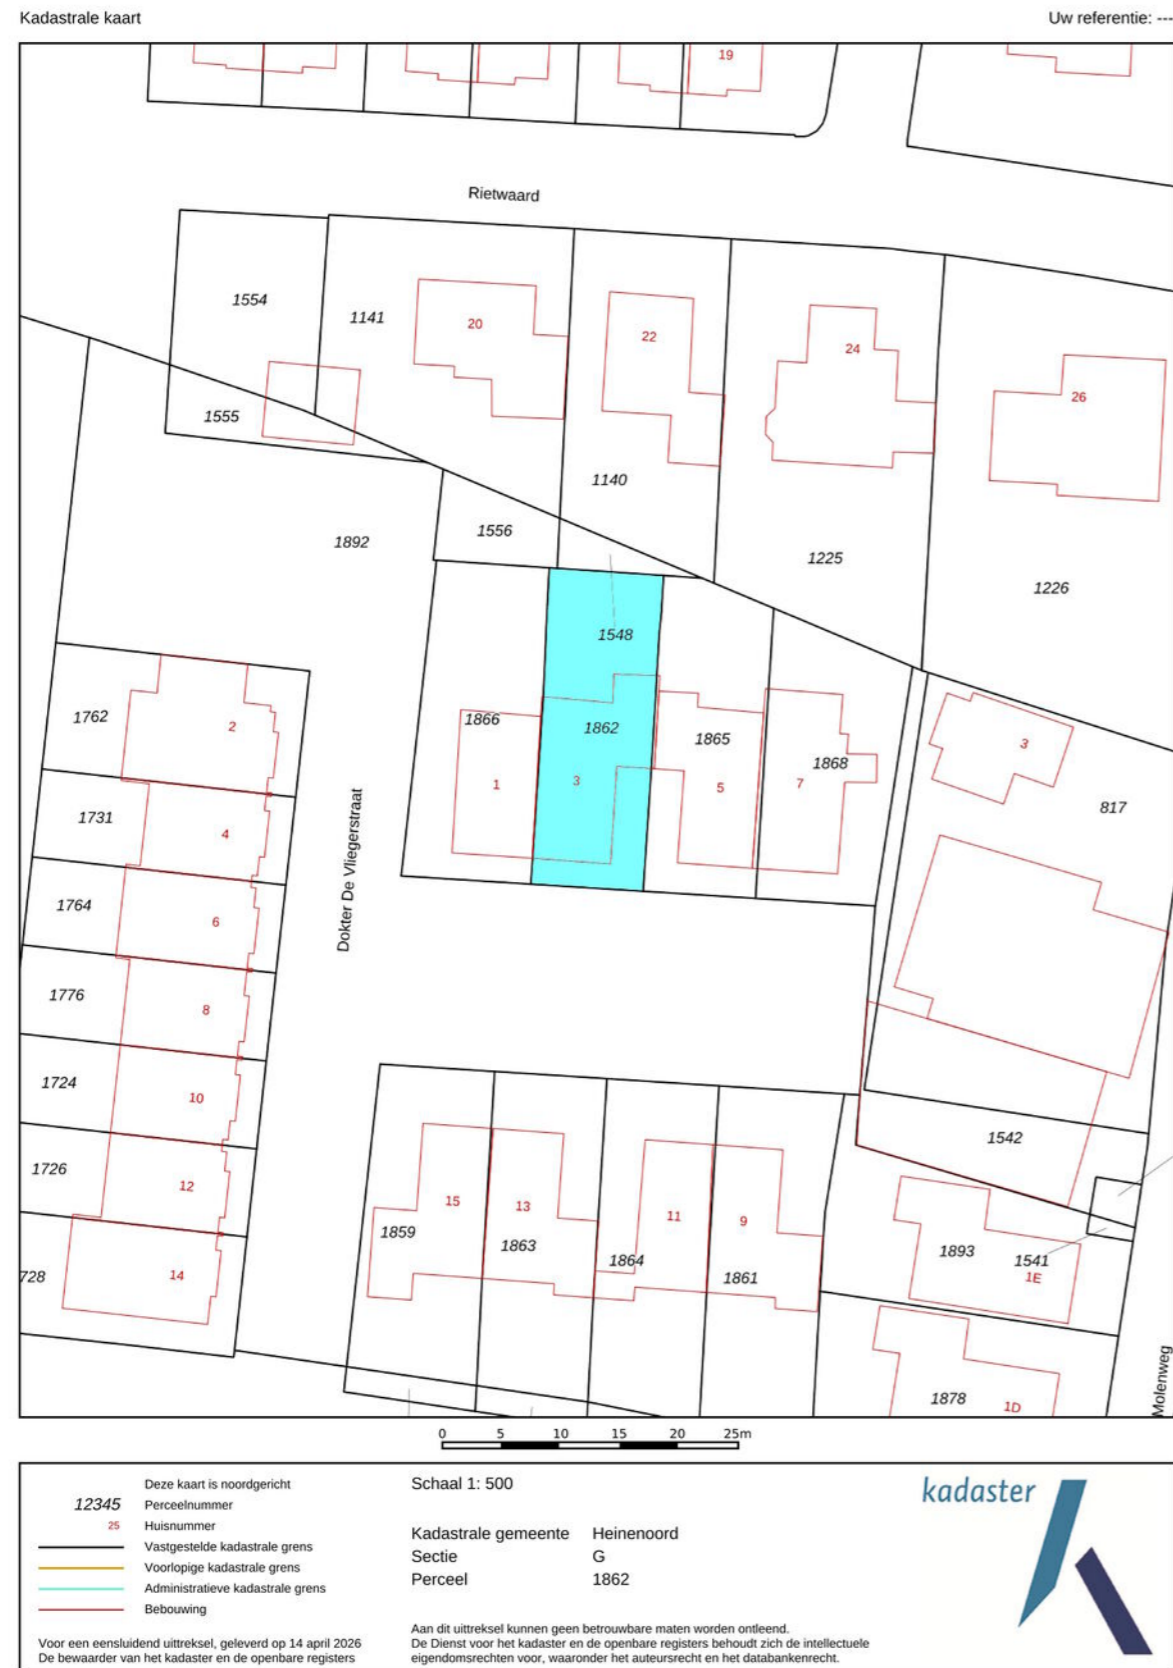 Kadastrale kaart
Uw referentie: ---
19
Rietwaard
1554
1141
20
22
24
26
1555
1140
1892
1556
1225
1226
1548
1762
2
1866
1862
1865
1868
3
817
1
3
5
7
1731
4
Dokter De Vliegerstraat
1764
6
1776
8
1724
10
1542
1726
12
15
13
11
9
1859
1863
1864
1861
1893
1541
1E
728
14
1878
1D
Molenweg
0 5 10 15 20 25m
Deze kaart is noordgericht
12345 Perceelnummer
25 Huisnummer
Vastgestelde kadastrale grens
Voorlopige kadastrale grens
Administratieve kadastrale grens
Bebouwing
Voor een eensluidend uittreksel, geleverd op 14 april 2026
De bewaarder van het kadaster en de openbare registers
Schaal 1: 500
Kadastrale gemeente Heinenoord
Sectie G
Perceel 1862
Aan dit uittreksel kunnen geen betrouwbare maten worden ontleend.
De Dienst voor het kadaster en de openbare registers behoudt zich de intellectuele
eigendomsrechten voor, waaronder het auteursrecht en het databankenrecht.
kadaster